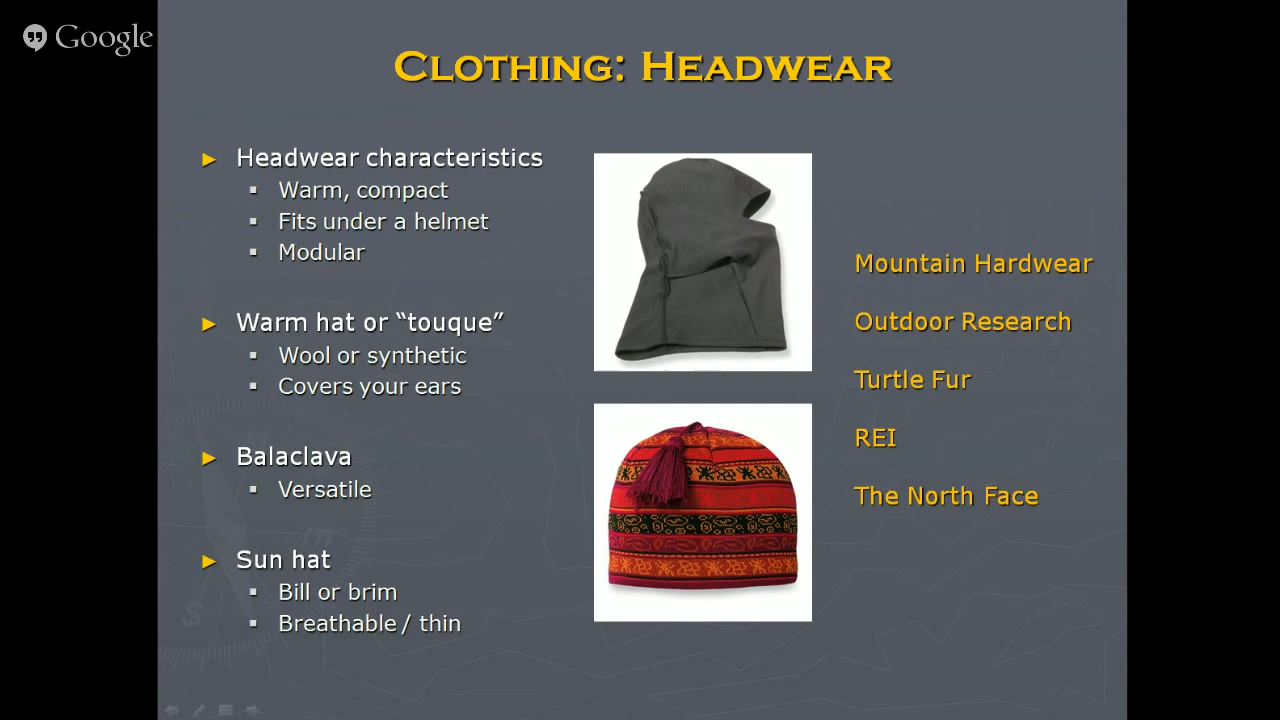 Google
Clothing: Headwear
► Headwear characteristics
▪ Warm, compact
▪ Fits under a helmet
▪ Modular
► Warm hat or “touque”
▪ Wool or synthetic
▪ Covers your ears
► Balaclava
▪ Versatile
► Sun hat
▪ Bill or brim
▪ Breathable / thin
Mountain Hardwear
Outdoor Research
Turtle Fur
REI
The North Face
S